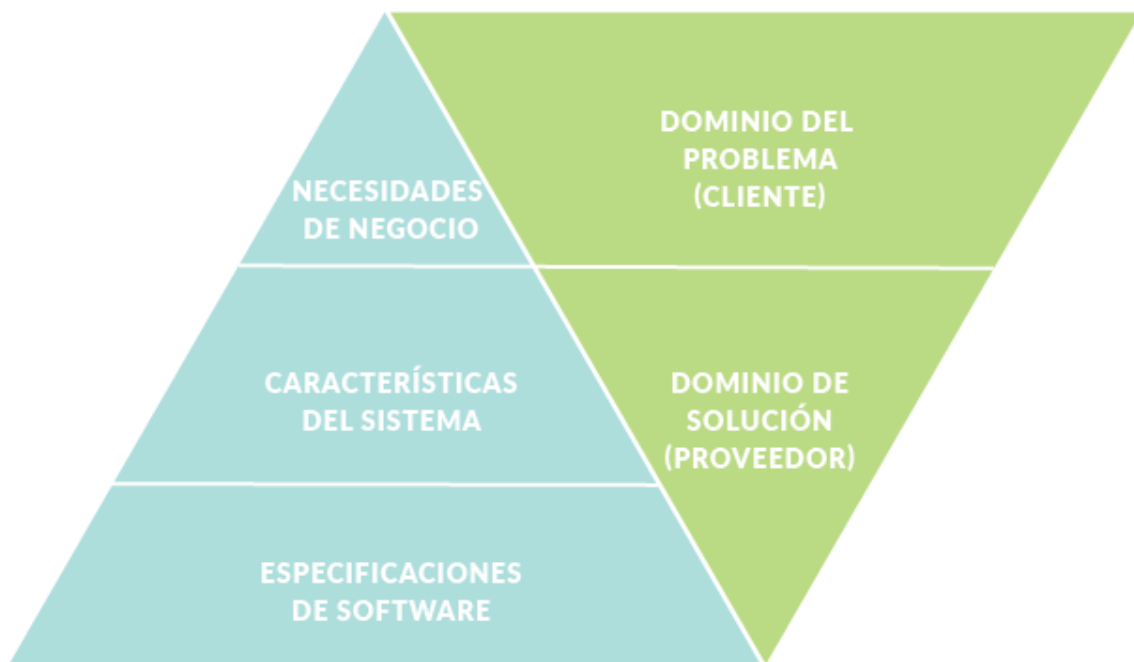 NECESIDADES
DE NEGOCIO
CARACTERÍSTICAS
DEL SISTEMA
ESPECIFICACIONES
DE SOFTWARE
DOMINIO DEL
PROBLEMA
(CLIENTE)
DOMINIO DE
SOLUCIÓN
(PROVEEDOR)